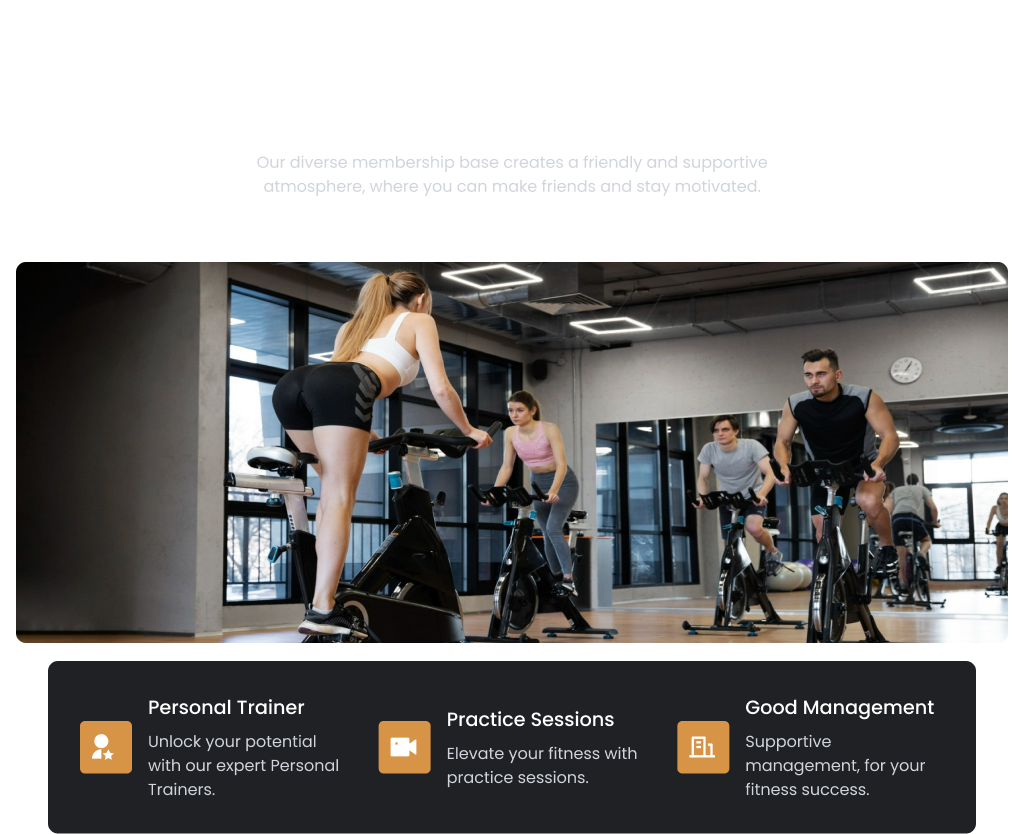 Our diverse membership base creates a friendly and supportive
atmosphere, where you can make friends and stay motivated.
Personal Trainer
Unlock your potential
with our expert Personal
Trainers.
Practice Sessions
Elevate your fitness with
practice sessions.
Good Management
Supportive
management, for your
fitness success.